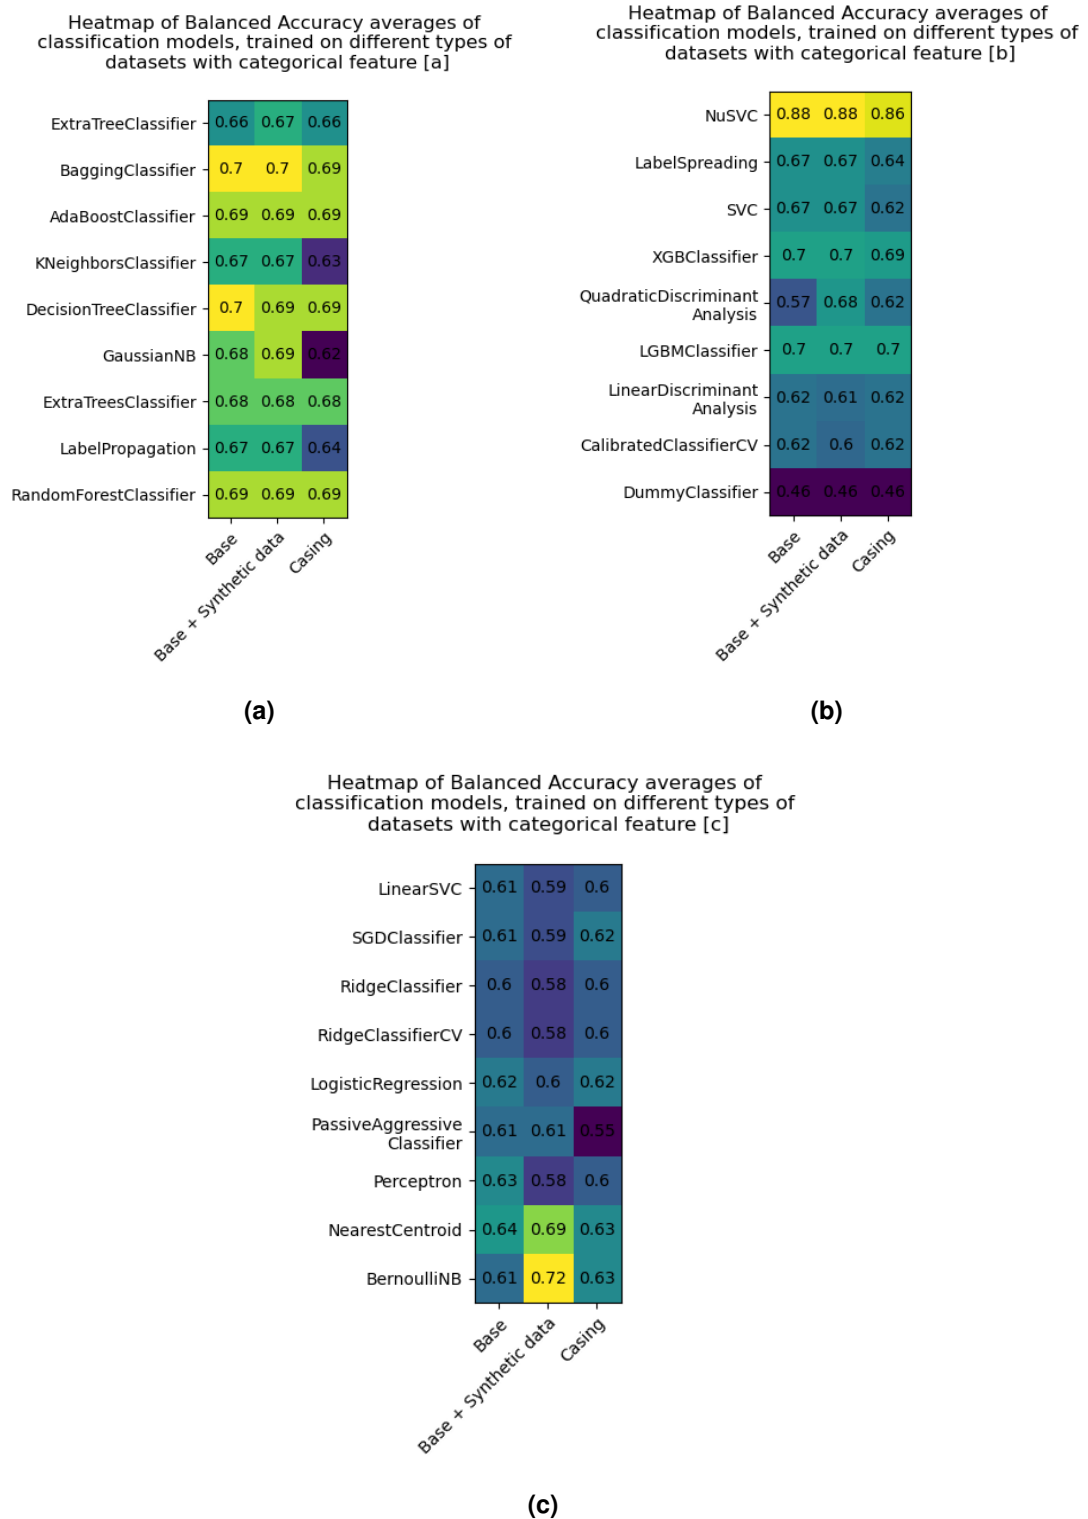 Heatmap of Balanced Accuracy averages of
classification models, trained on different types of
datasets with categorical feature [a]
ExtraTreeClassifier 0.66 0.67 0.66
BaggingClassifier 0.7 0.7 0.69
AdaBoostClassifier 0.69 0.69 0.69
KNeighborsClassifier 0.67 0.67 0.63
DecisionTreeClassifier 0.7 0.69 0.69
GaussianNB 0.68 0.69 0.62
ExtraTreesClassifier 0.68 0.68 0.68
LabelPropagation 0.67 0.67 0.64
RandomForestClassifier 0.69 0.69 0.69
Base
Base + Synthetic data
Casing
(a)
Heatmap of Balanced Accuracy averages of
classification models, trained on different types of
datasets with categorical feature [b]
NuSVC 0.88 0.88 0.86
LabelSpreading 0.67 0.67 0.64
SVC 0.67 0.67 0.62
XGBClassifier 0.7 0.7 0.69
QuadraticDiscriminant
Analysis 0.57 0.68 0.62
LGBMClassifier 0.7 0.7 0.7
LinearDiscriminant
Analysis 0.62 0.61 0.62
CalibratedClassifierCV 0.62 0.6 0.62
DummyClassifier 0.46 0.46 0.46
Base
Base + Synthetic data
Casing
(b)
Heatmap of Balanced Accuracy averages of
classification models, trained on different types of
datasets with categorical feature [c]
LinearSVC 0.61 0.59 0.6
SGDClassifier 0.61 0.59 0.62
RidgeClassifier 0.6 0.58 0.6
RidgeClassifierCV 0.6 0.58 0.6
LogisticRegression 0.62 0.6 0.62
PassiveAggressive
Classifier 0.61 0.61 0.55
Perceptron 0.63 0.58 0.6
NearestCentroid 0.64 0.69 0.63
BernoulliNB 0.61 0.72 0.63
Base
Base + Synthetic data
Casing
(c)